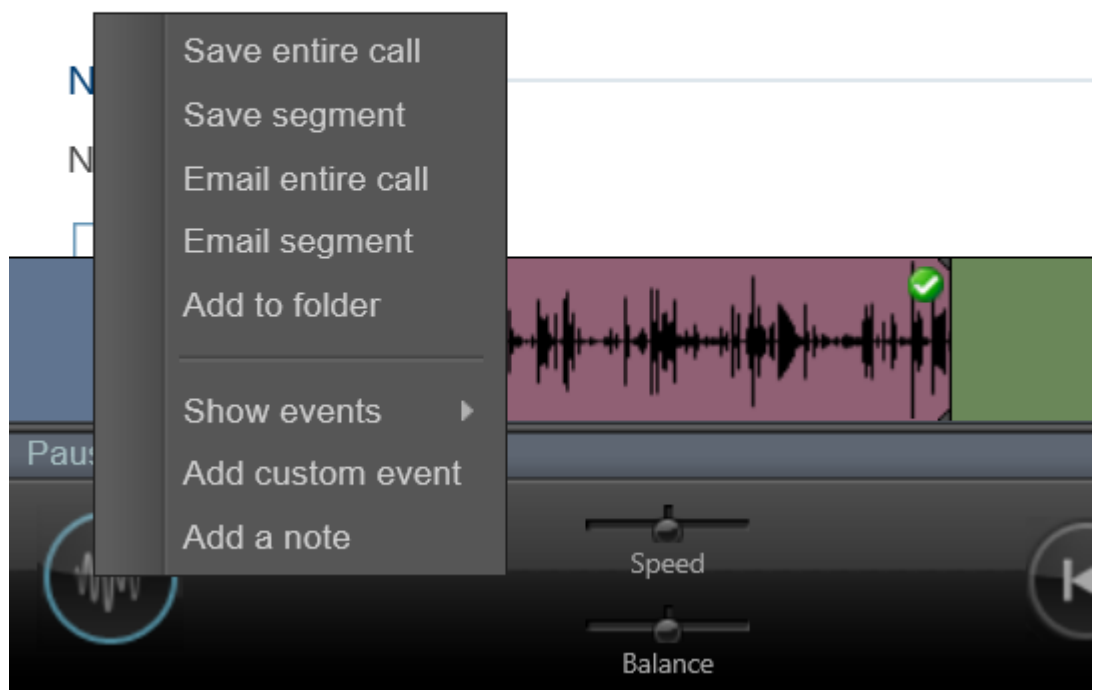 Save entire call
Save segment
Email entire call
Email segment
Add to folder
Show events
Add custom event
Add a note
Speed
Balance